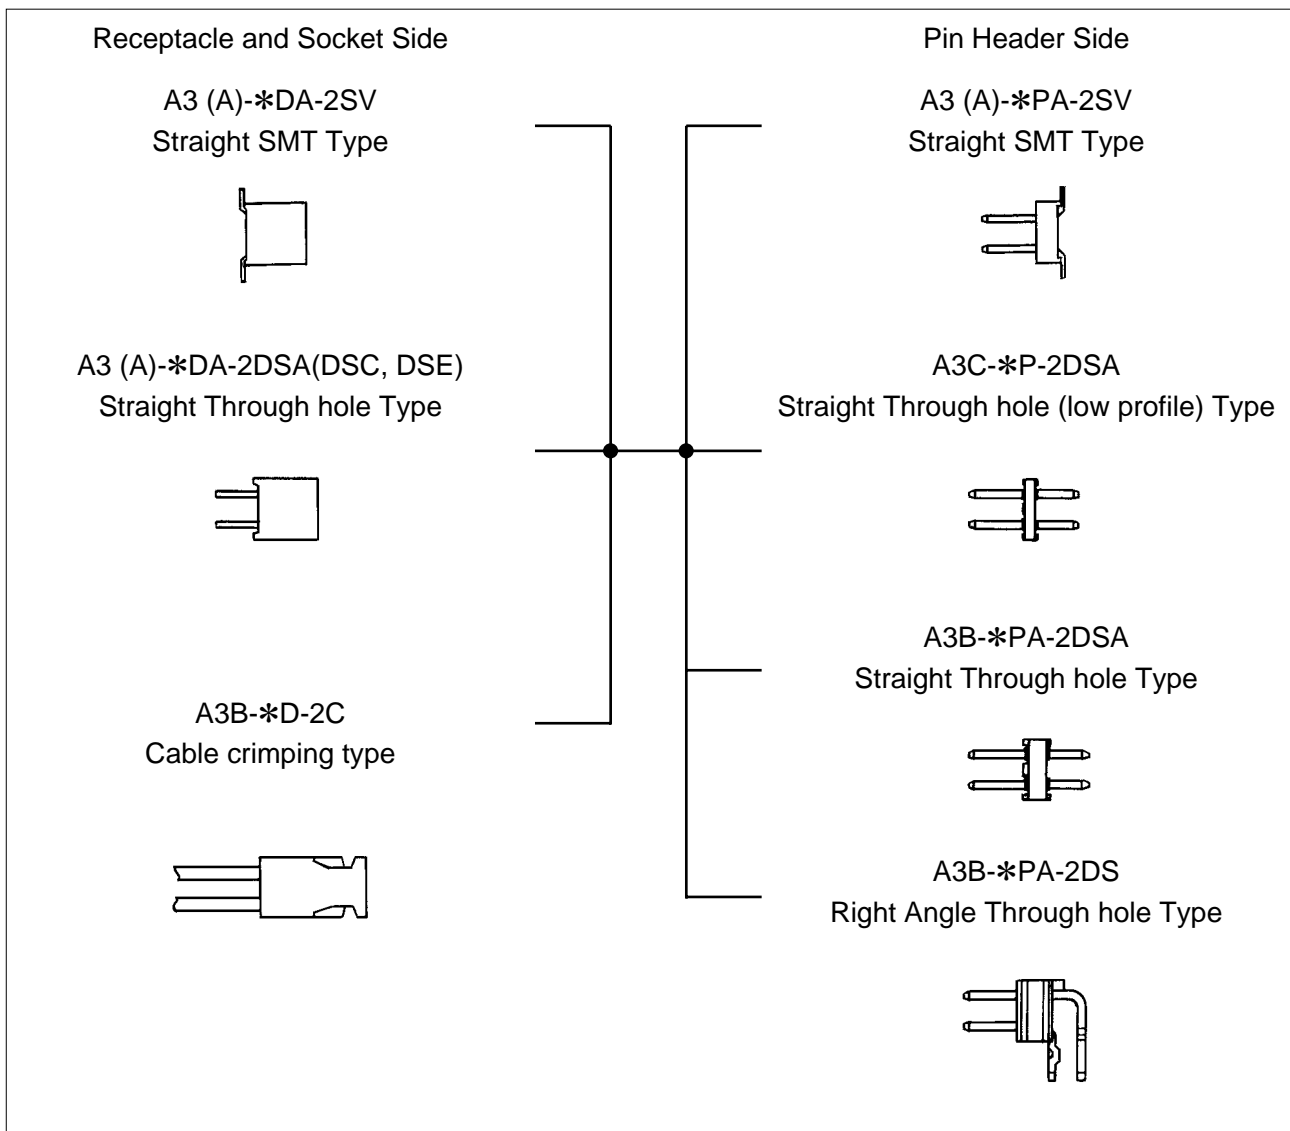 Receptacle and Socket Side
A3 (A)-✻DA-2SV
Straight SMT Type
A3 (A)-✻DA-2DSA(DSC, DSE)
Straight Through hole Type
A3B-✻D-2C
Cable crimping type
Pin Header Side
A3 (A)-✻PA-2SV
Straight SMT Type
A3C-✻P-2DSA
Straight Through hole (low profile) Type
A3B-✻PA-2DSA
Straight Through hole Type
A3B-✻PA-2DS
Right Angle Through hole Type